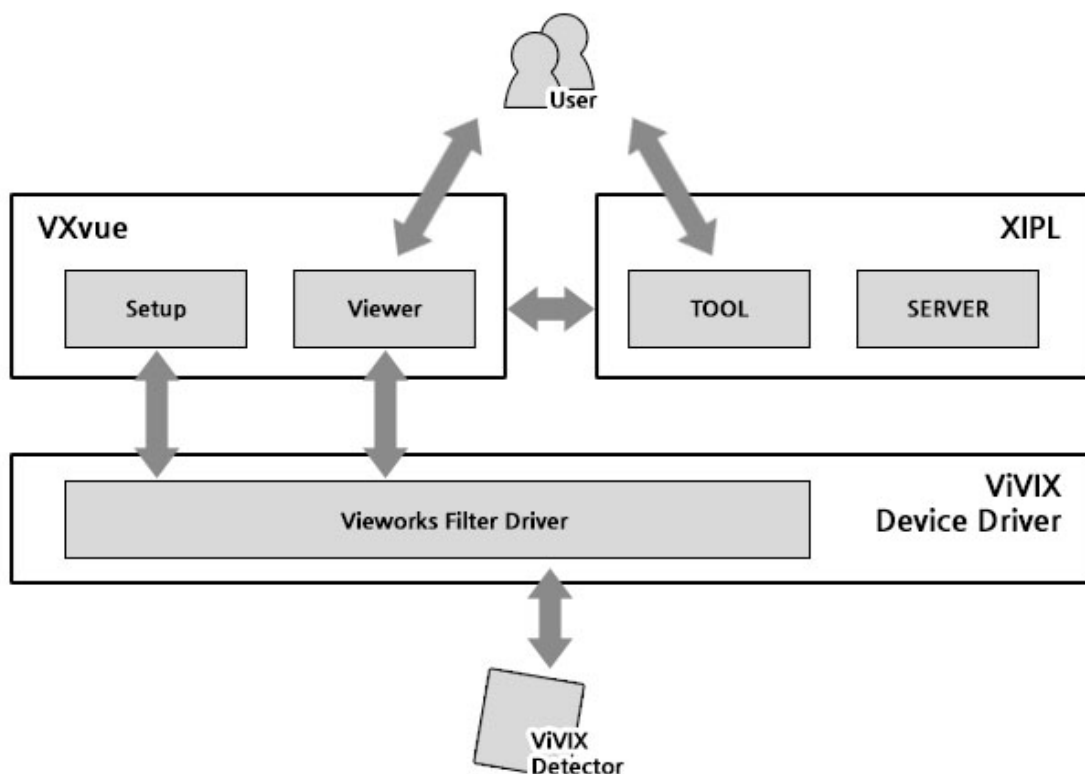 User
VXvue
XIPL
Setup
Viewer
TOOL
SERVER
ViVIX
Device Driver
Vieworks Filter Driver
ViVIX
Detector